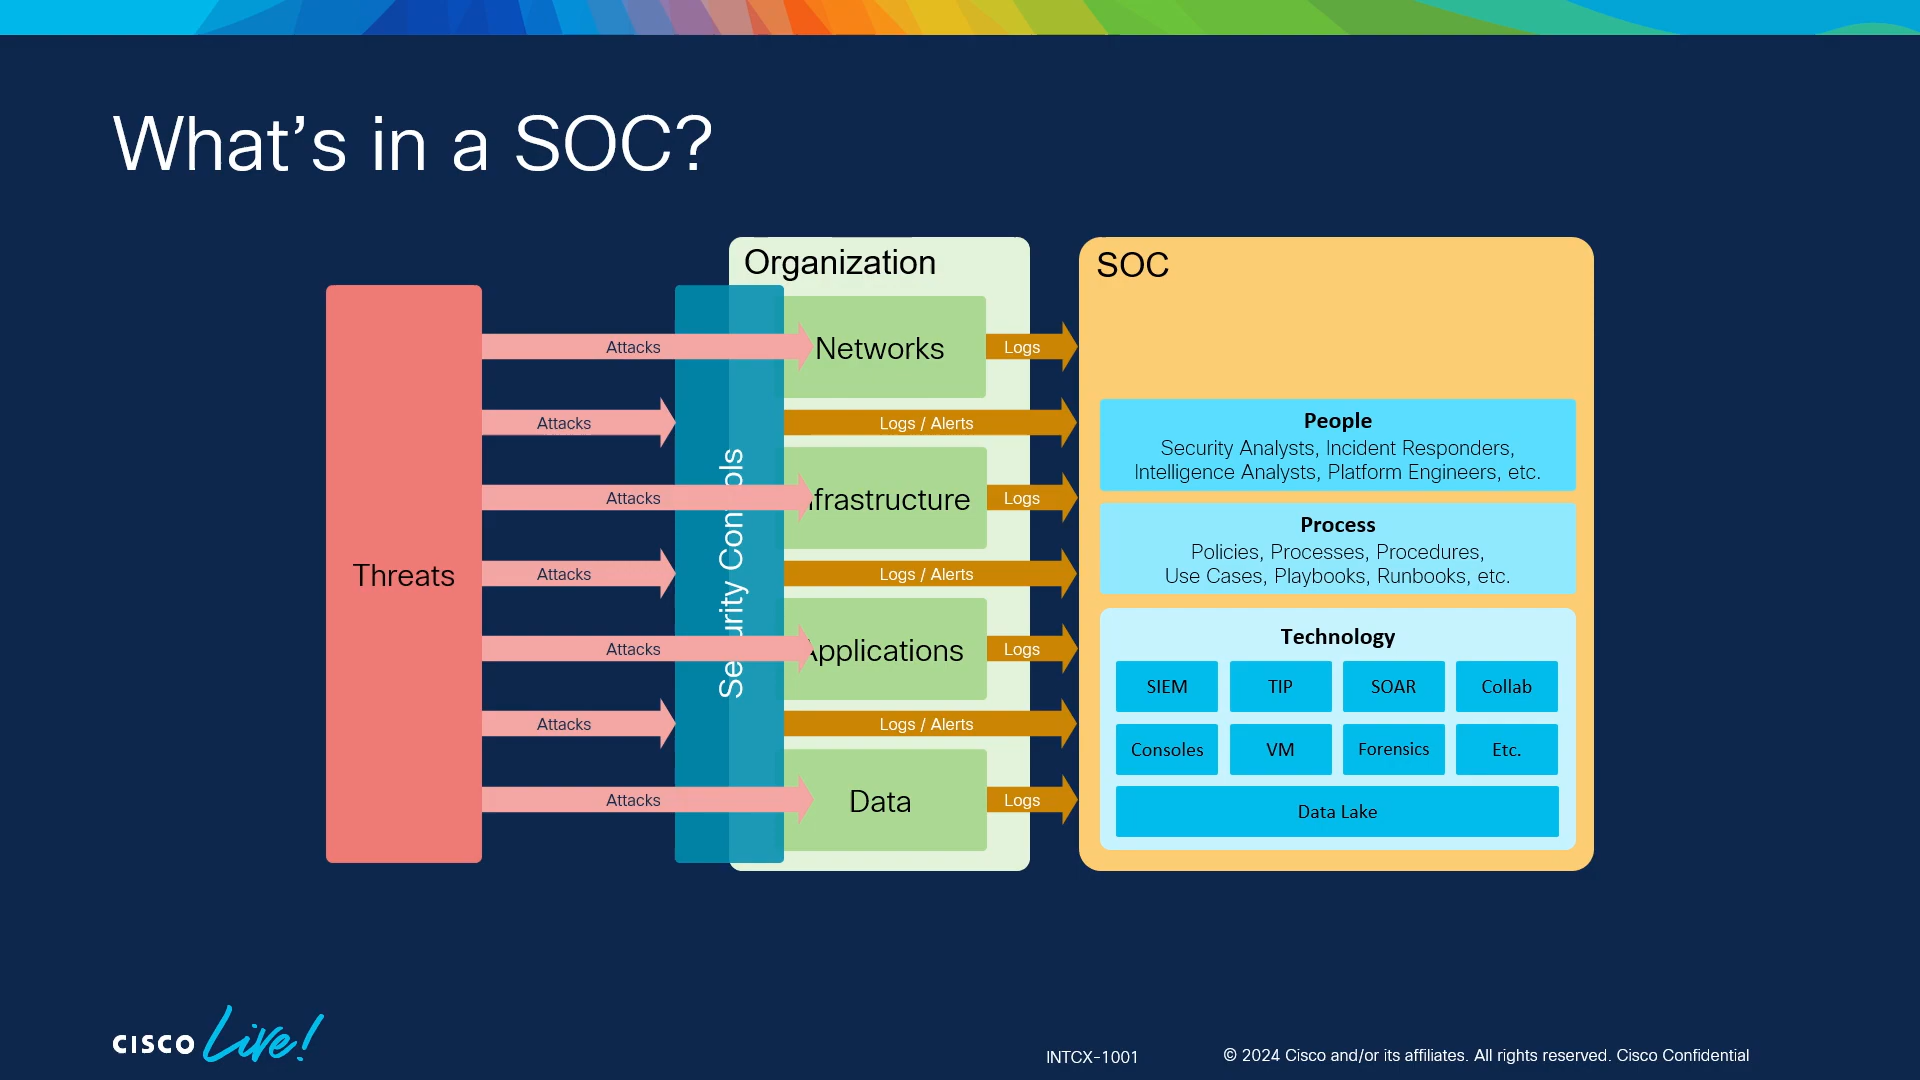 What's in a SOC?
Organization
SOC
Threats
Security Controls
Attacks
Networks
Logs
Attacks
Logs / Alerts
Attacks
frastructure
Logs
Attacks
Logs / Alerts
Attacks
Applications
Logs
Attacks
Logs / Alerts
Attacks
Data
Logs
People
Security Analysts, Incident Responders,
Intelligence Analysts, Platform Engineers, etc.
Process
Policies, Processes, Procedures,
Use Cases, Playbooks, Runbooks, etc.
Technology
SIEM
TIP
SOAR
Collab
Consoles
VM
Forensics
Etc.
Data Lake
CISCO Live!
INTCX-1001
© 2024 Cisco and/or its affiliates. All rights reserved. Cisco Confidential